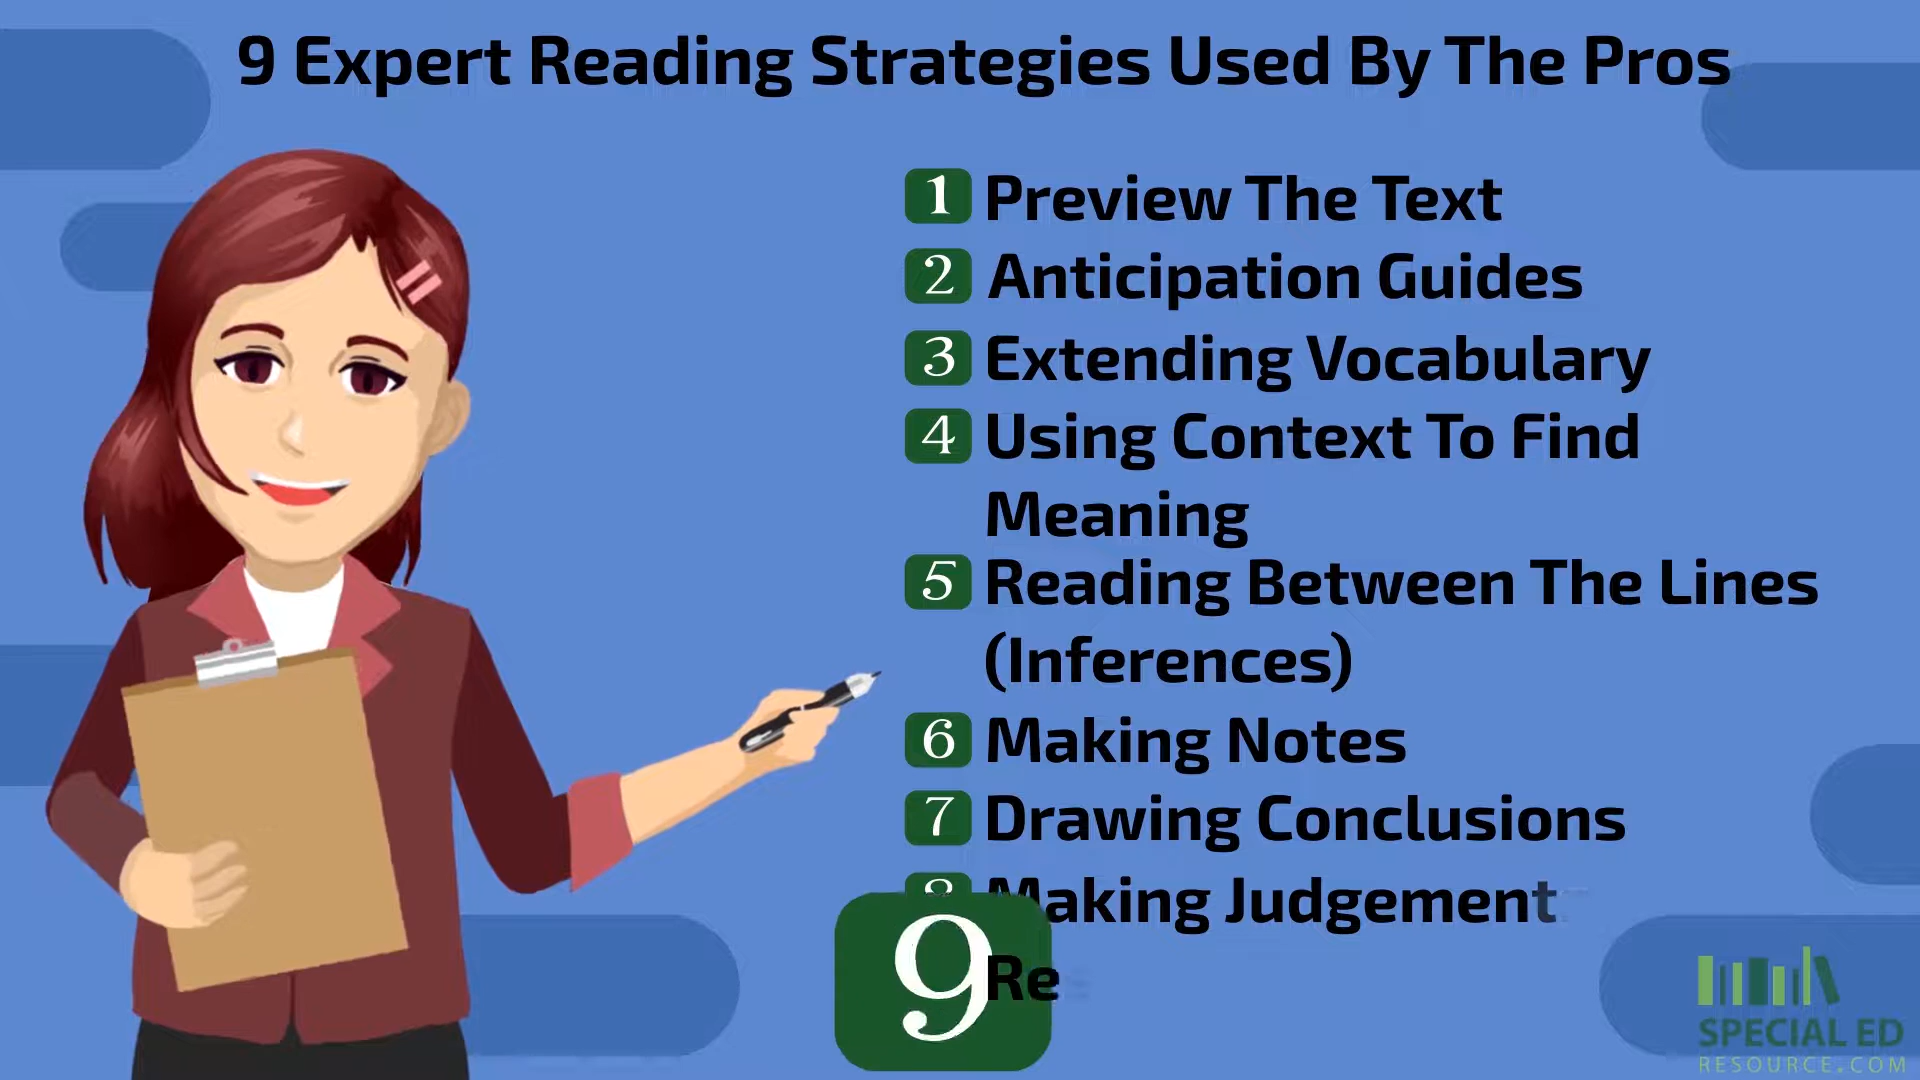 9 Expert Reading Strategies Used By The Pros
1 Preview The Text
2 Anticipation Guides
3 Extending Vocabulary
4 Using Context To Find
Meaning
5 Reading Between The Lines
(Inferences)
6 Making Notes
7 Drawing Conclusions
8 Making Judgement
9
SPECIAL ED
RESOURCE.COM